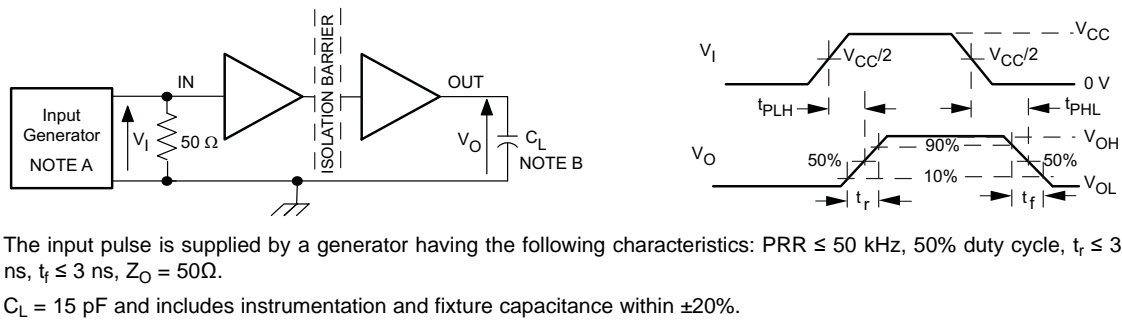 Input
Generator
NOTE A
V_I
50 Ω
IN
ISOLATION BARRIER
OUT
V_O
C_L
NOTE B
V_I
V_CC/2
V_CC/2
V_CC
0 V
t_PLH
t_PHL
V_O
50%
90%
10%
50%
V_OH
V_OL
t_r
t_f
The input pulse is supplied by a generator having the following characteristics: PRR ≤ 50 kHz, 50% duty cycle, t_r ≤ 3
ns, t_f ≤ 3 ns, Z_O = 50Ω.
C_L = 15 pF and includes instrumentation and fixture capacitance within ±20%.